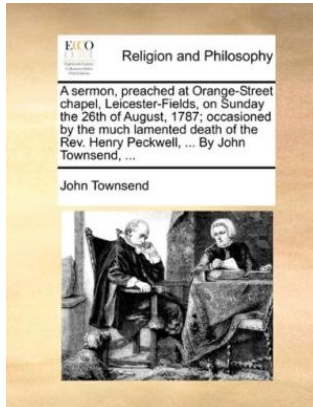 ECCO
Religion and Philosophy
A sermon, preached at Orange-Street
chapel, Leicester-Fields, on Sunday
the 26th of August, 1787; occasioned
by the much lamented death of the
Rev. Henry Peckwell, ... By John
Townsend, ...
John Townsend